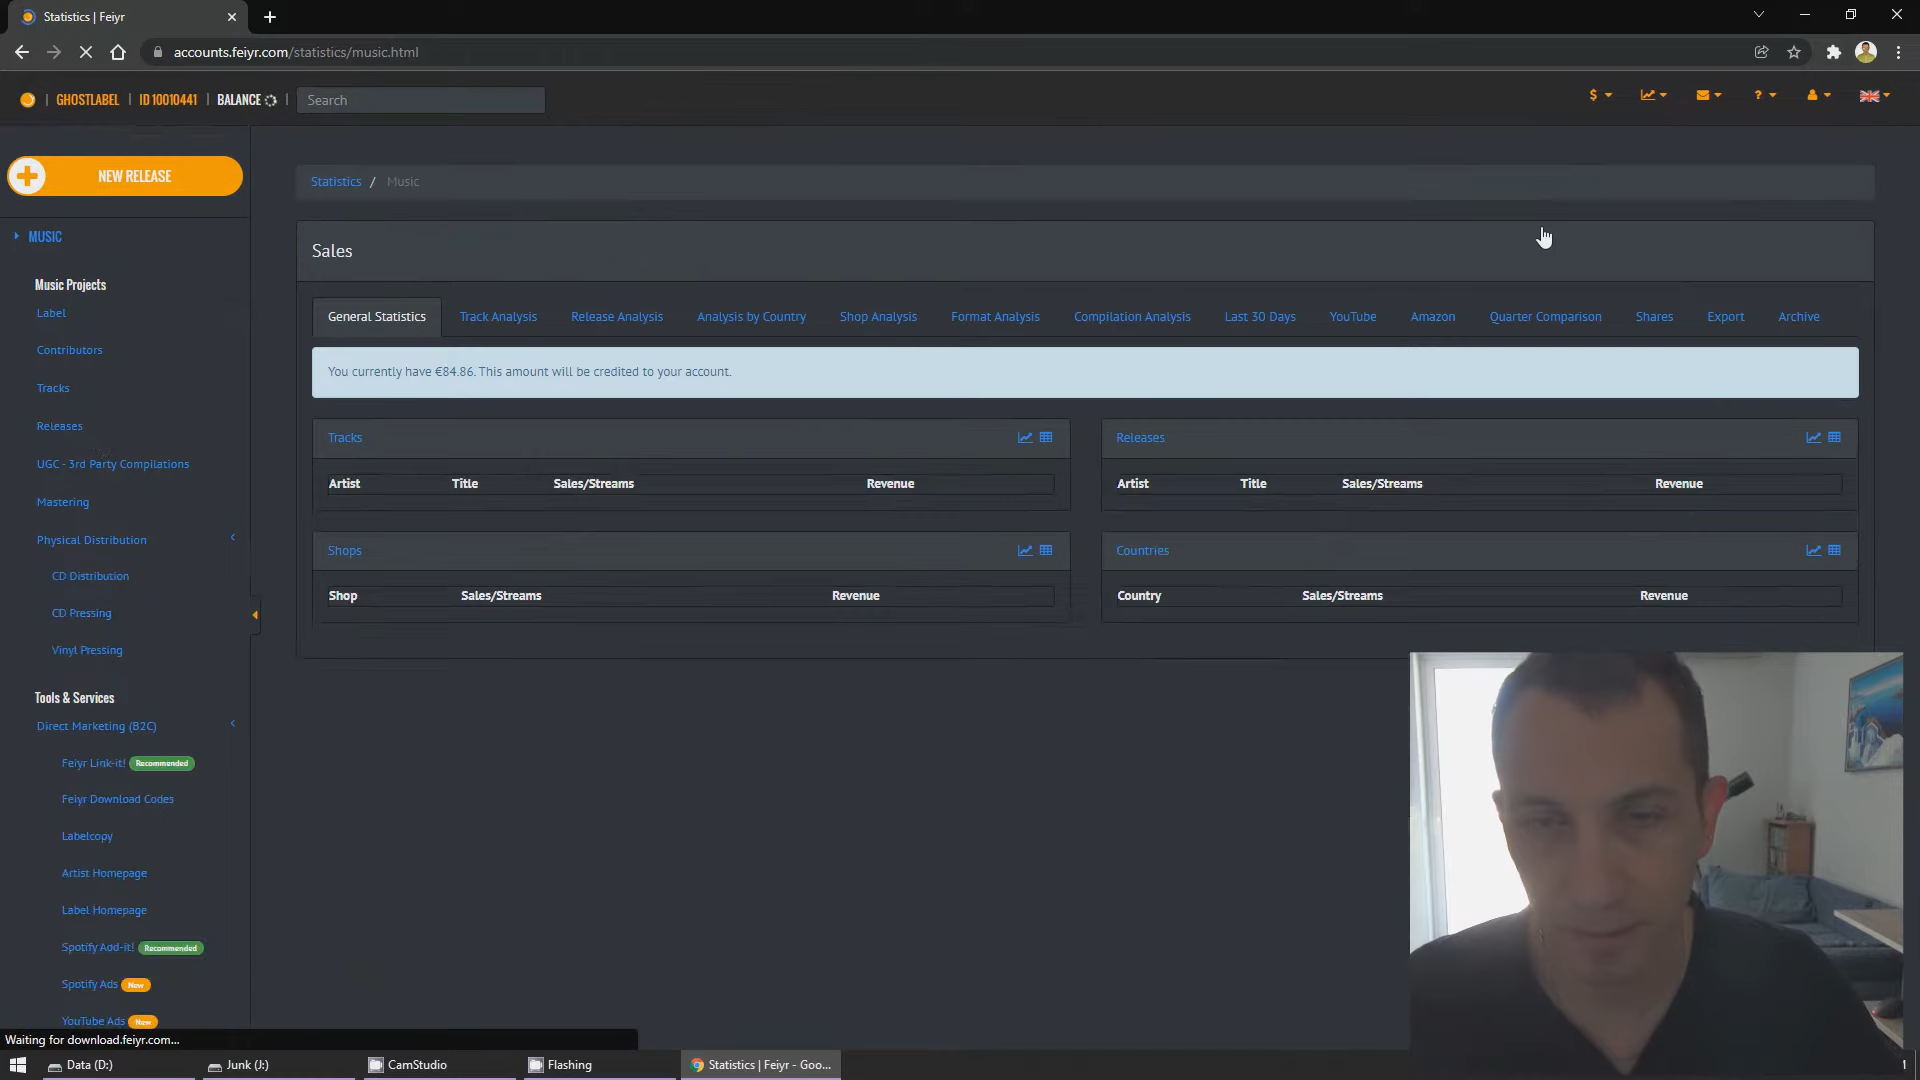 Statistics | Feiyr
accounts.feiyr.com/statistics/music.html
GHOSTLABEL | ID 10010441 | BALANCE | Search
$ ?
NEW RELEASE
Statistics / Music
MUSIC
Sales
Music Projects
Label
Contributors
Tracks
Releases
UGC - 3rd Party Compilations
Mastering
Physical Distribution
CD Distribution
CD Pressing
Vinyl Pressing
Tools & Services
Direct Marketing (B2C)
Feiyr Link-it! Recommended
Feiyr Download Codes
Labelcopy
Artist Homepage
Label Homepage
Spotify Add-it! Recommended
Spotify Ads New
YouTube Ads New
General Statistics Track Analysis Release Analysis Analysis by Country Shop Analysis Format Analysis Compilation Analysis Last 30 Days YouTube Amazon Quarter Comparison Shares Export Archive
You currently have €84.86. This amount will be credited to your account.
Tracks
Artist Title Sales/Streams Revenue
Releases
Artist Title Sales/Streams Revenue
Shops
Shop Sales/Streams Revenue
Countries
Country Sales/Streams Revenue
Waiting for download.feiyr.com...
Data (D:) Junk (J:) CamStudio Flashing Statistics | Feiyr - Goo...
1